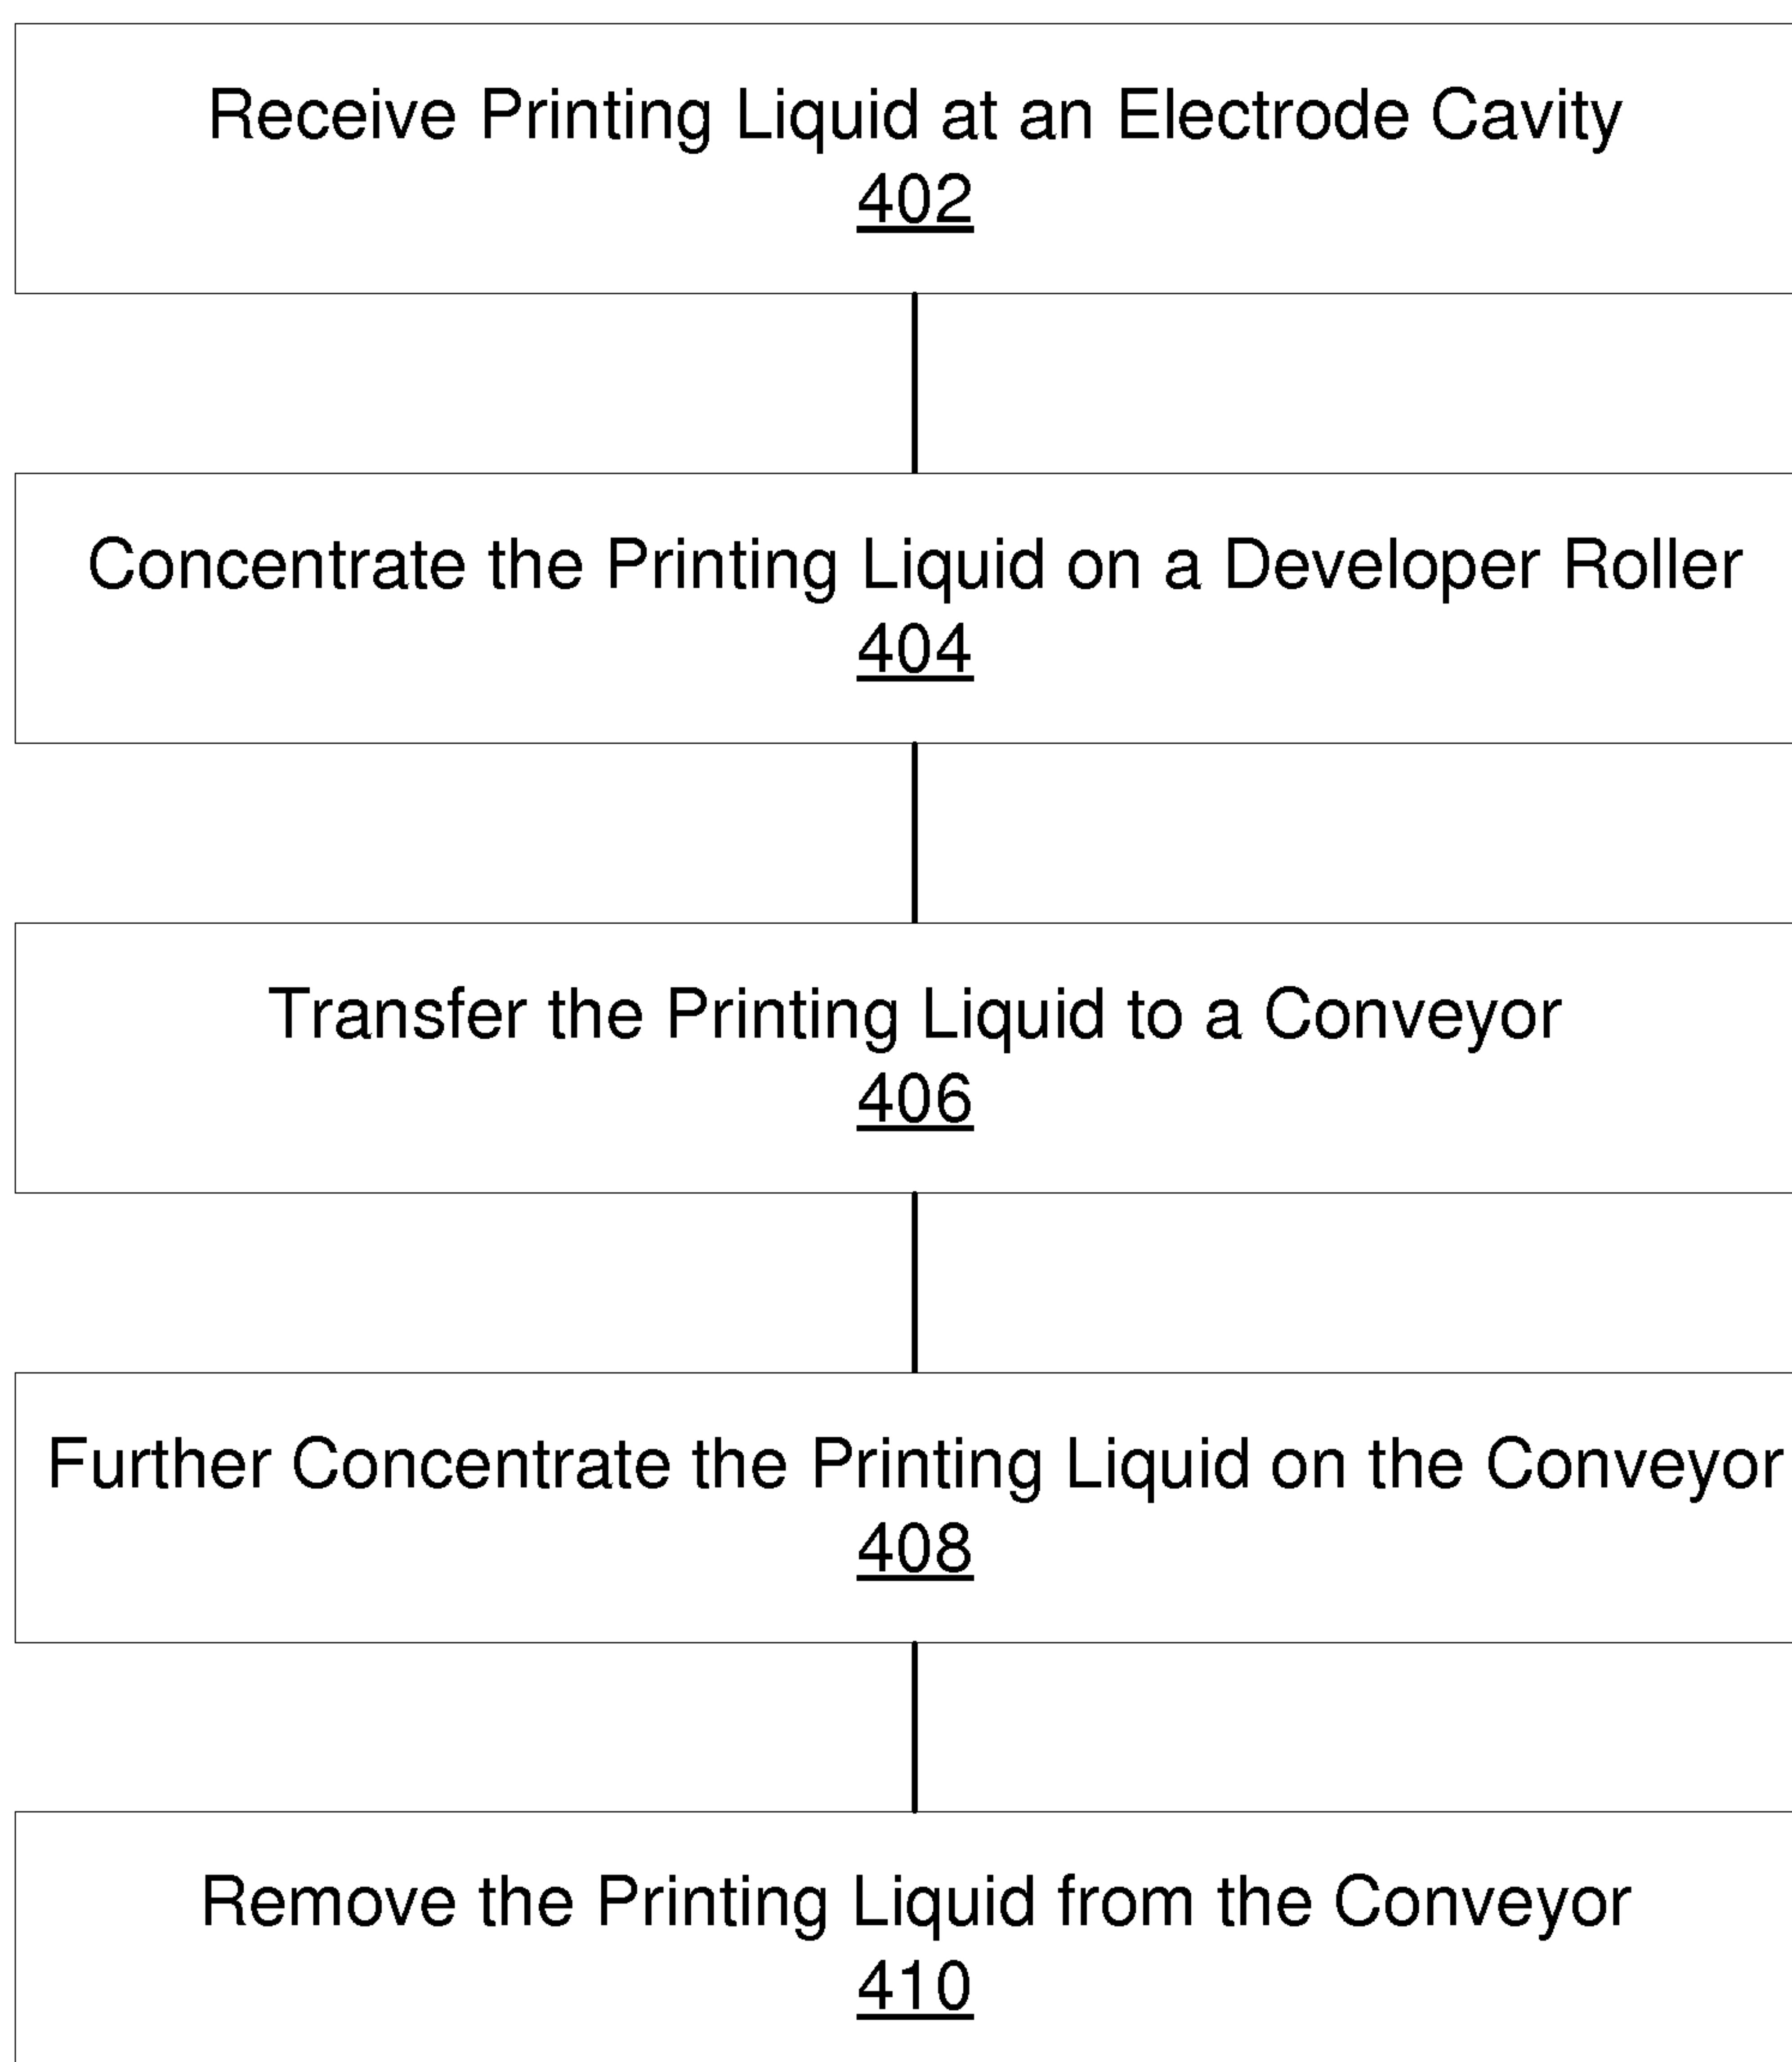 Receive Printing Liquid at an Electrode Cavity
402
Concentrate the Printing Liquid on a Developer Roller
404
Transfer the Printing Liquid to a Conveyor
406
Further Concentrate the Printing Liquid on the Conveyor
408
Remove the Printing Liquid from the Conveyor
410